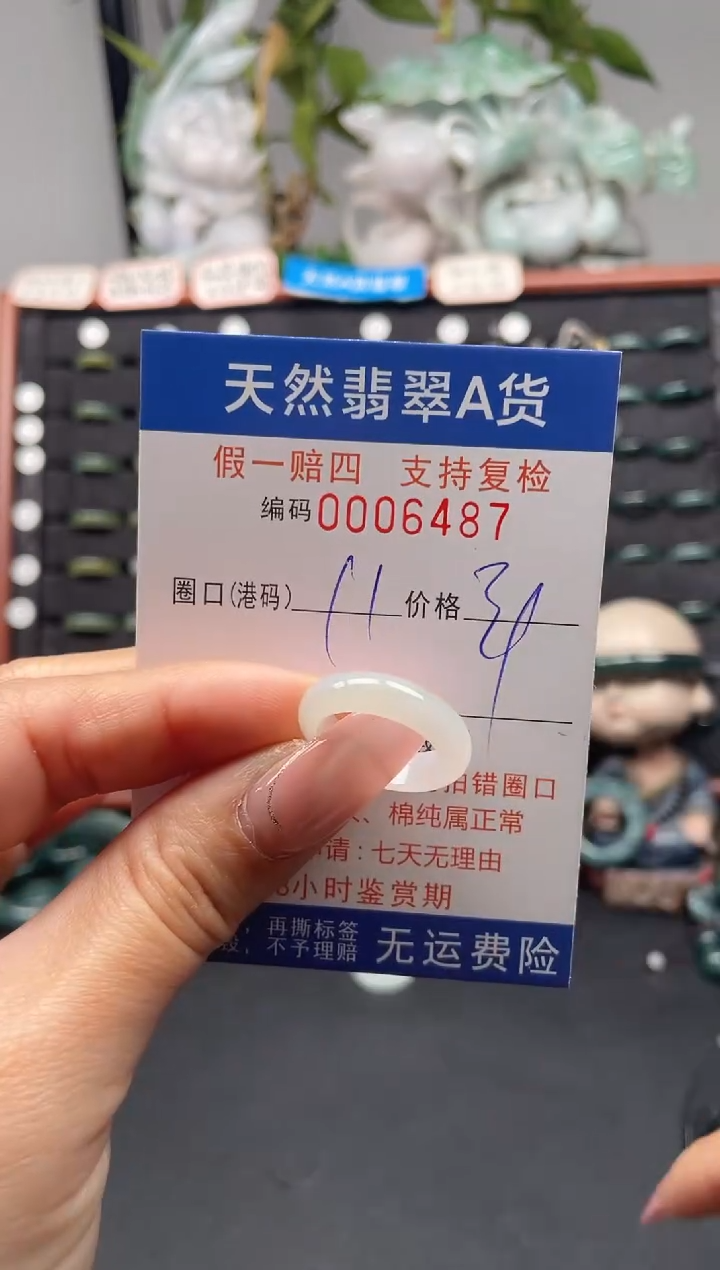 天然翡翠A货
假一赔四 支持复检
编码0006487
圈口(港码) 11 价格 34
拍错圈口
、棉纯属正常
请:七天无理由
8小时鉴赏期
,再撕标签
,不予理赔
无运费险